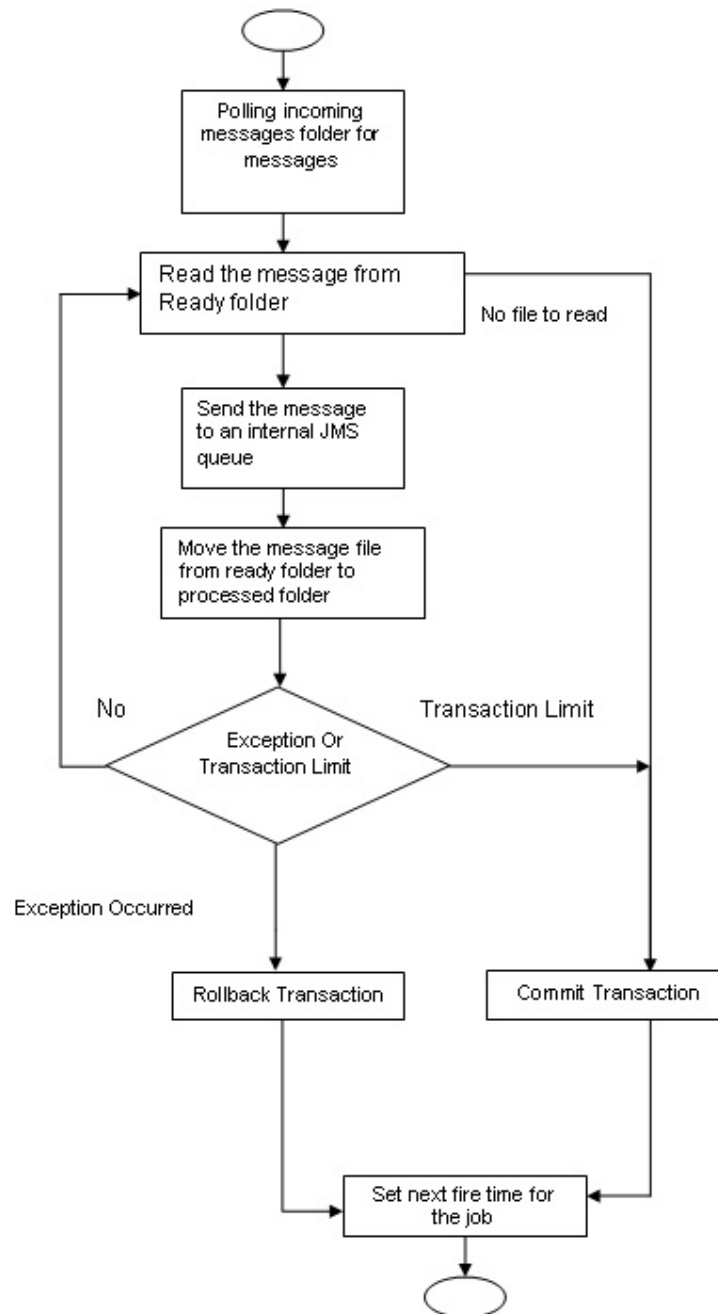 Polling incoming
messages folder for
messages
Read the message from
Ready folder
No file to read
Send the message
to an internal JMS
queue
Move the message file
from ready folder to
processed folder
No
Transaction Limit
Exception Or
Transaction Limit
Exception Occurred
Rollback Transaction
Commit Transaction
Set next fire time for
the job